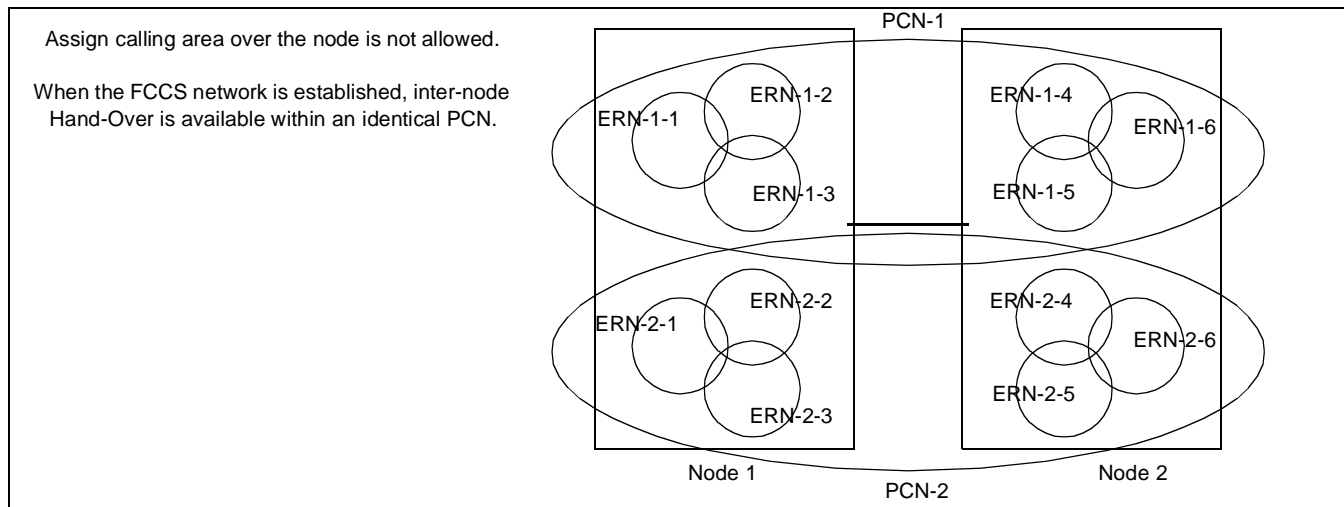 Assign calling area over the node is not allowed.
When the FCCS network is established, inter-node
Hand-Over is available within an identical PCN.
PCN-1
ERN-1-1
ERN-1-2
ERN-1-3
ERN-1-4
ERN-1-6
ERN-1-5
ERN-2-1
ERN-2-2
ERN-2-3
ERN-2-4
ERN-2-6
ERN-2-5
Node 1
PCN-2
Node 2